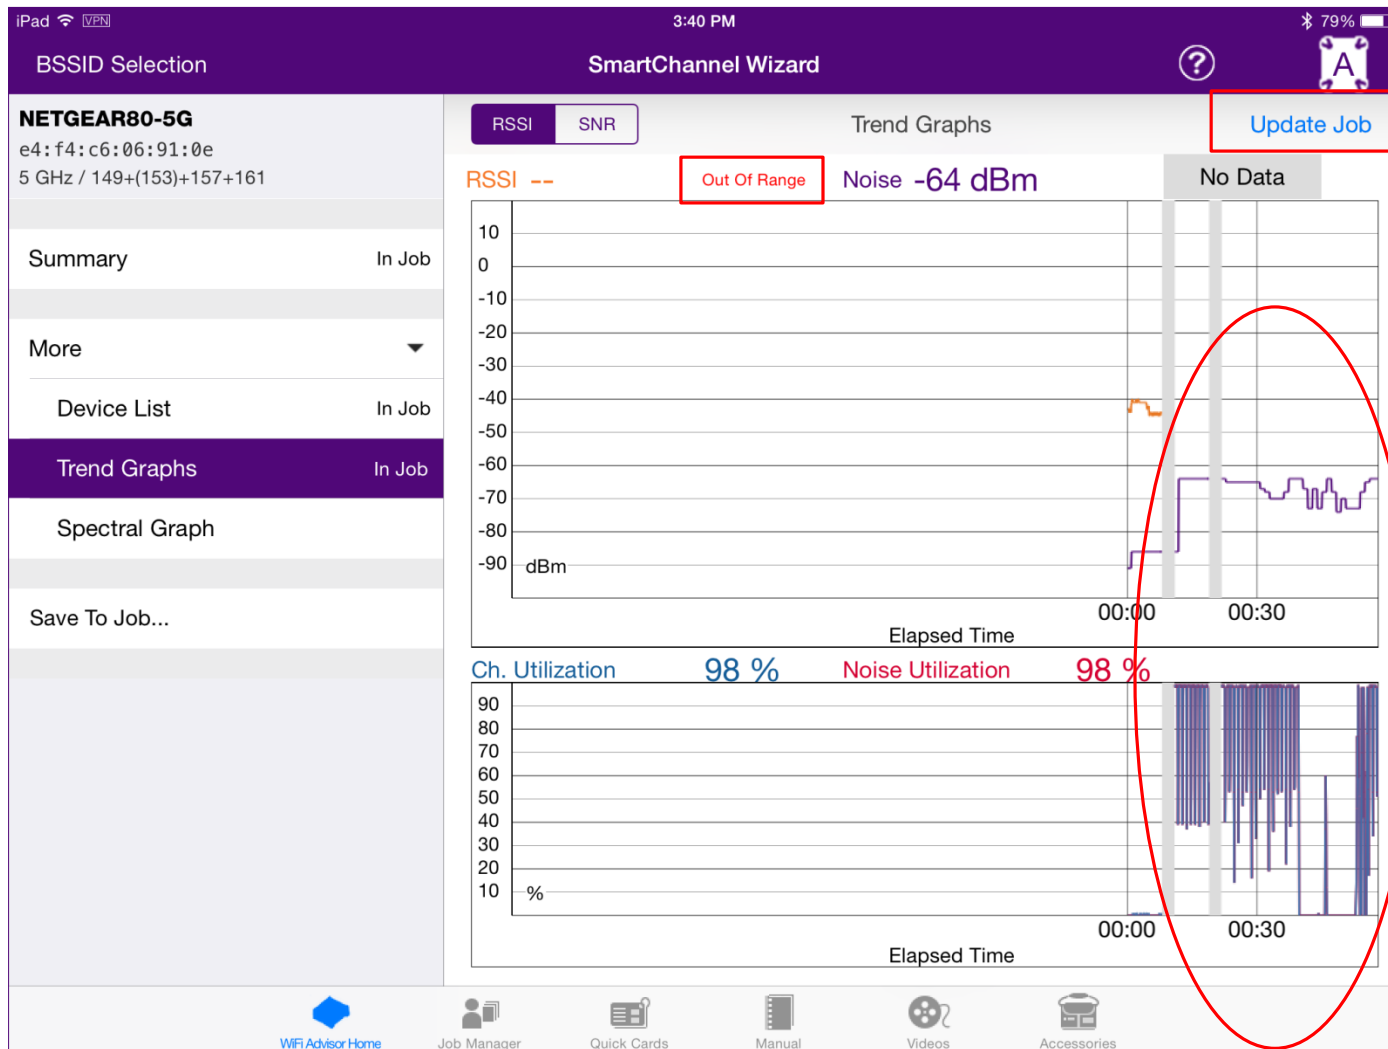 iPad VPN 3:40 PM 79%
BSSID Selection SmartChannel Wizard ? A
NETGEAR80-5G
e4:f4:c6:06:91:0e
5 GHz / 149+(153)+157+161
Summary In Job
More
Device List In Job
Trend Graphs In Job
Spectral Graph
Save To Job...
RSSI SNR Trend Graphs Update Job
RSSI -- Out Of Range Noise -64 dBm No Data
10
0
-10
-20
-30
-40
-50
-60
-70
-80
-90 dBm
00:00 00:30
Elapsed Time
Ch. Utilization 98 % Noise Utilization 98 %
90
80
70
60
50
40
30
20
10 %
00:00 00:30
Elapsed Time
WiFi Advisor Home Job Manager Quick Cards Manual Videos Accessories